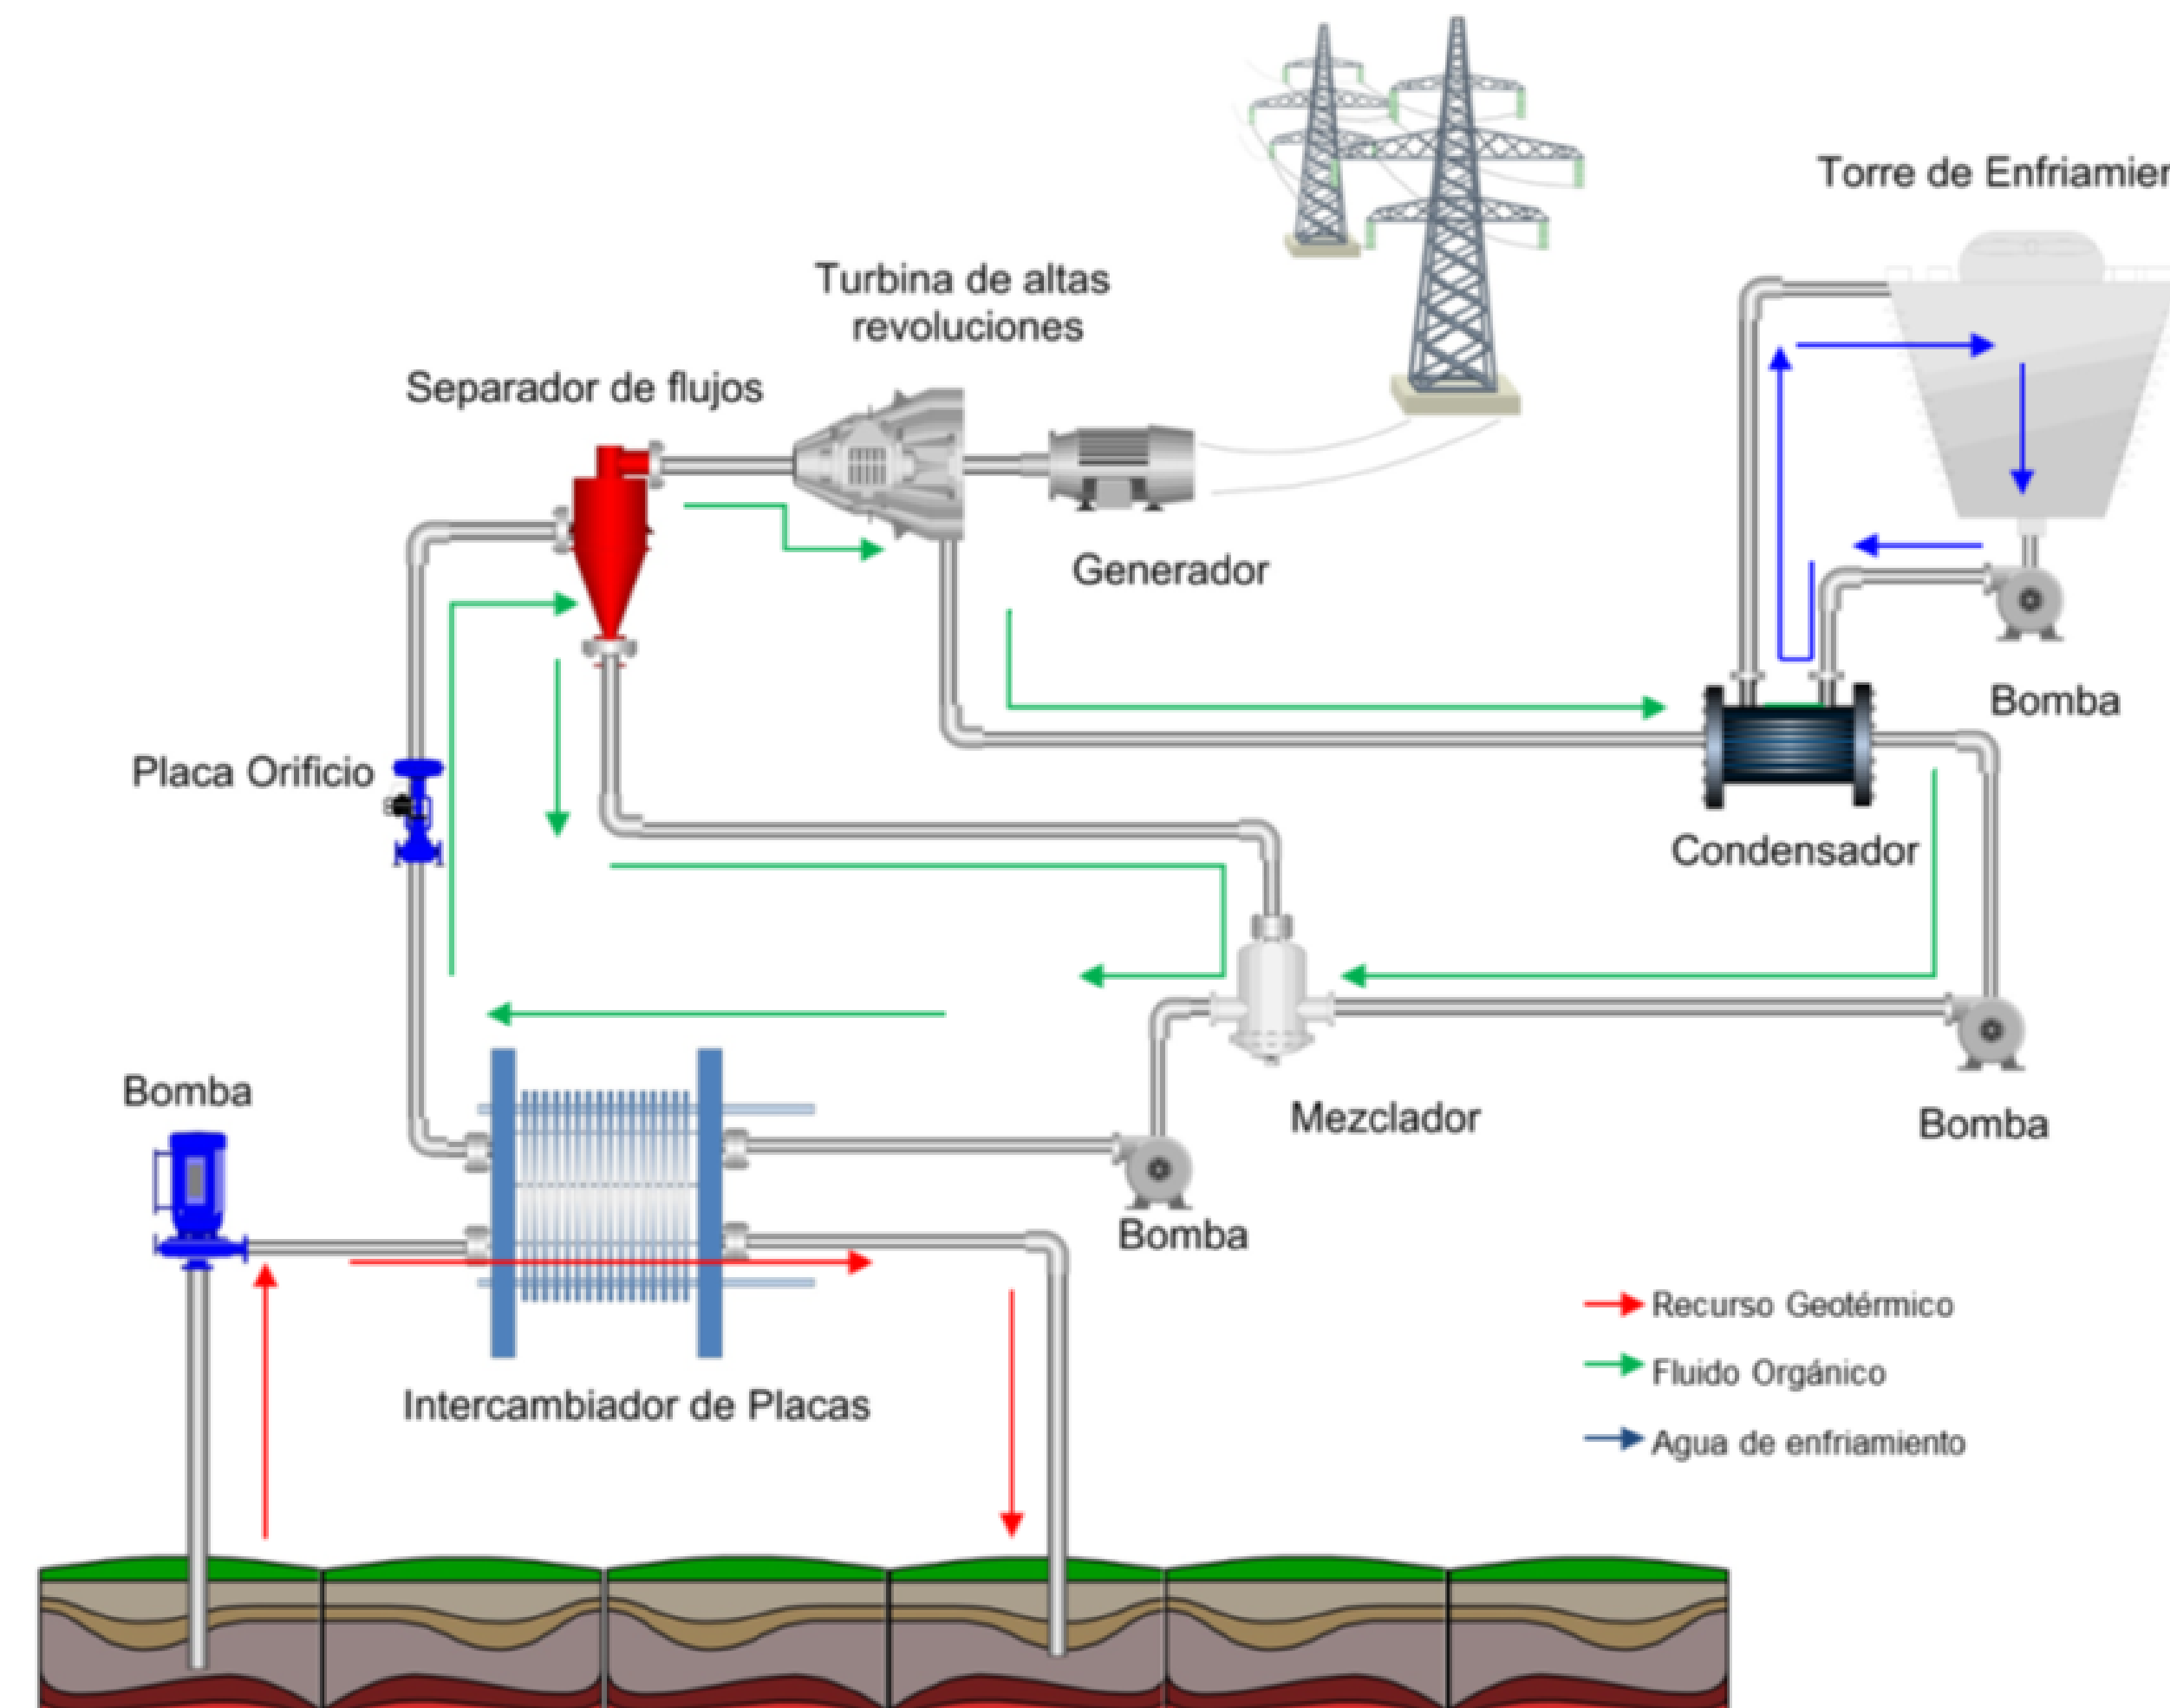 Torre de Enfriamien
Turbina de altas
revoluciones
Separador de flujos
Generador
Bomba
Placa Orificio
Condensador
Bomba
Mezclador
Bomba
Bomba
Intercambiador de Placas
Recurso Geotérmico
Fluido Orgánico
Agua de enfriamiento